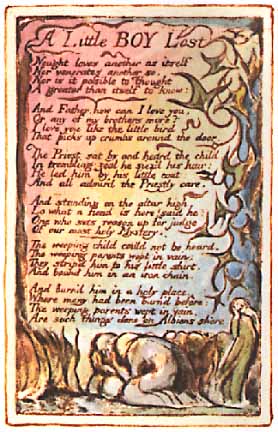 A Little BOY Lost
Nought loves another as itself
Nor venerates another so,
Nor is it possible to Thought
A greater than itself to know:
And Father, how can I love you,
Or any of my brothers more?
I love you like the little bird
That picks up crumbs around the door.
The Priest sat by and heard the child,
In trembling zeal he siez'd his hair:
He led him by his little coat:
And all admir'd the Priestly care.
And standing on the altar high,
Lo what a fiend is here! said he:
One who sets reason up for judge
Of our most holy Mystery.
The weeping child could not be heard,
The weeping parents wept in vain:
They strip'd him to his little shirt,
And bound him in an iron chain.
And burn'd him in a holy place,
Where many had been burn'd before:
The weeping parents wept in vain,
Are such things done on Albions shore.